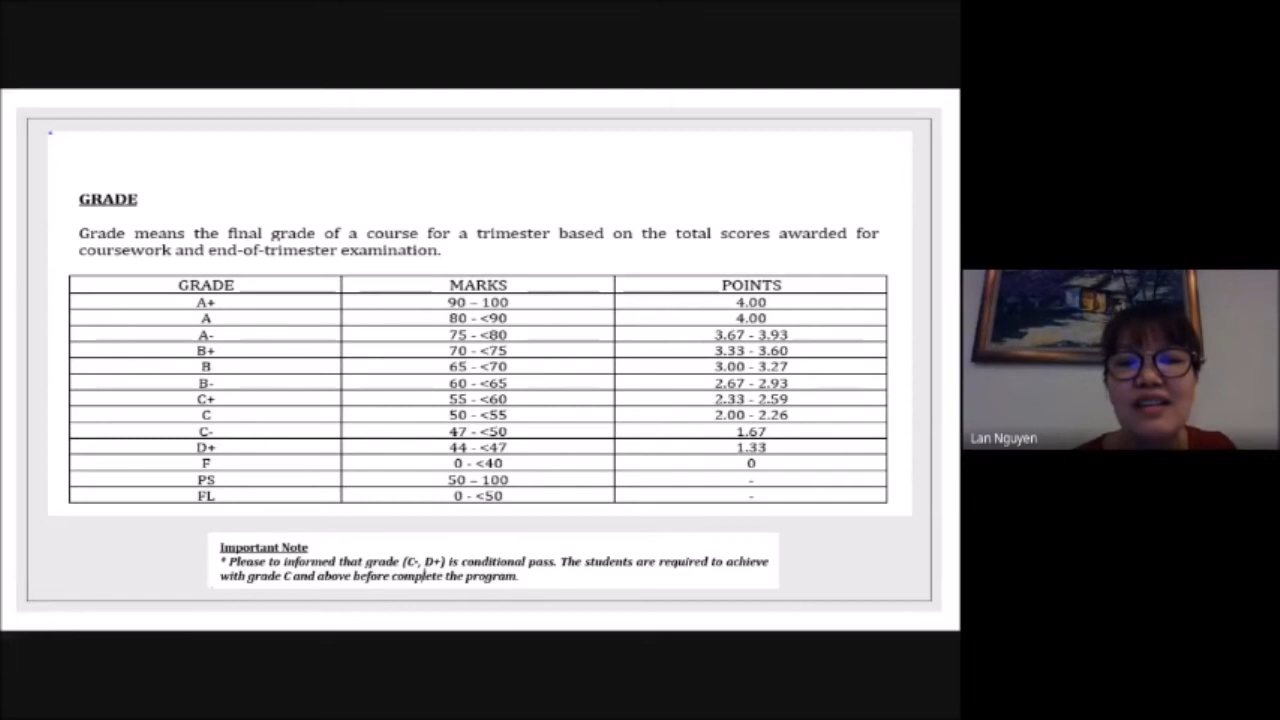 GRADE
Grade means the final grade of a course for a trimester based on the total scores awarded for
coursework and end-of-trimester examination.
GRADE MARKS POINTS
A+ 90 – 100 4.00
A 80 - <90 4.00
A- 75 - <80 3.67 - 3.93
B+ 70 - <75 3.33 - 3.60
B 65 - <70 3.00 - 3.27
B- 60 - <65 2.67 - 2.93
C+ 55 - <60 2.33 - 2.59
C 50 - <55 2.00 - 2.26
C- 47 - <50 1.67
D+ 44 - <47 1.33
F 0 - <40 0
PS 50 – 100 -
FL 0 - <50 -
Important Note
* Please to informed that grade (C-, D+) is conditional pass. The students are required to achieve
with grade C and above before complete the program.
Lan Nguyen